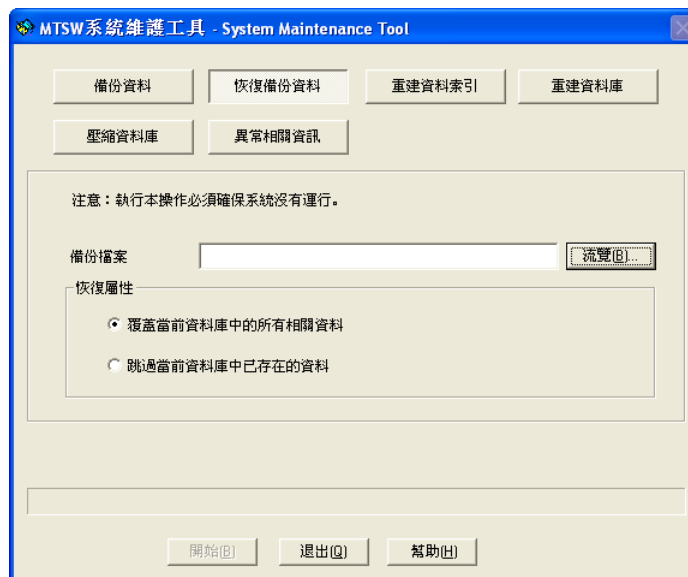 MTSW系統維護工具 - System Maintenance Tool
備份資料 恢復備份資料 重建資料索引 重建資料庫
壓縮資料庫 異常相關資訊
注意：執行本操作必須確保系統沒有運行。
備份檔案 流覽(B)...
恢復屬性
覆蓋當前資料庫中的所有相關資料
跳過當前資料庫中已存在的資料
開始(B) 退出(Q) 幫助(H)